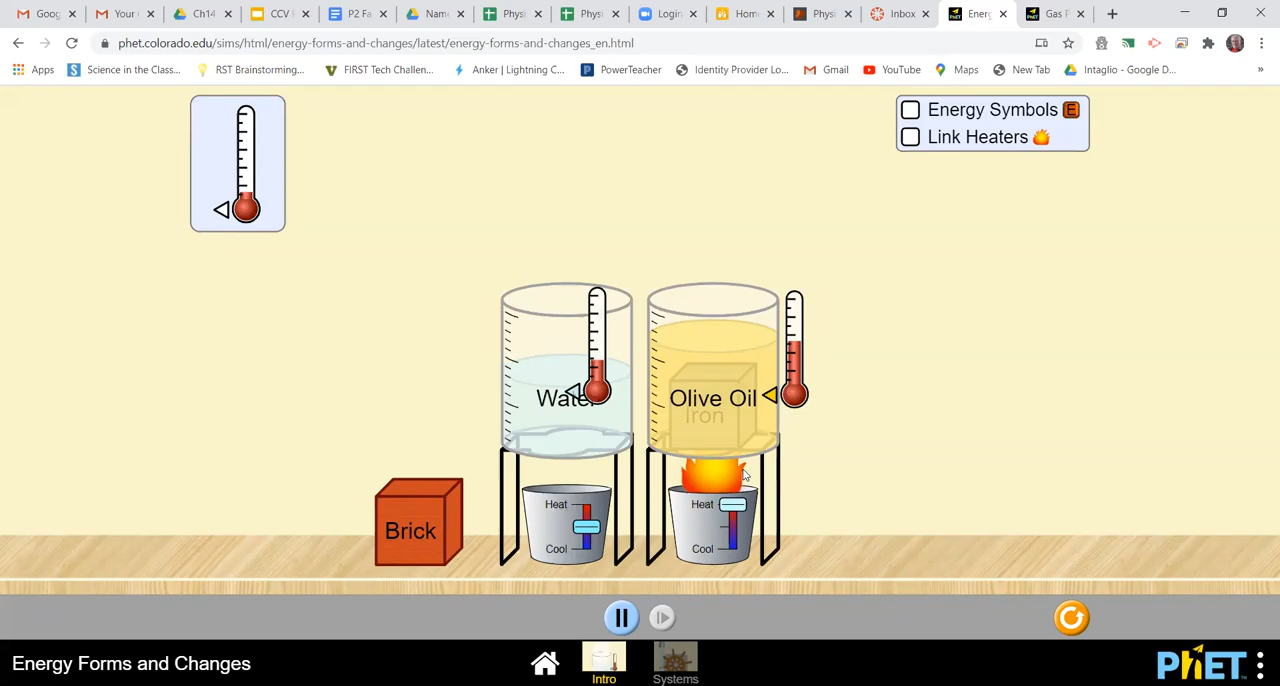 Goog
Your
Ch14
CCV
P2 Fa
Name
Physi
Physi
Login
Home
Physi
Inbox
Energ
Gas P
phet.colorado.edu/sims/html/energy-forms-and-changes/latest/energy-forms-and-changes_en.html
Apps
Science in the Class...
RST Brainstorming...
FIRST Tech Challen...
Anker | Lightning C...
PowerTeacher
Identity Provider Lo...
Gmail
YouTube
Maps
New Tab
Intaglio - Google D...
»
Energy Symbols E
Link Heaters
Water
Olive Oil
Iron
Brick
Heat
Cool
Heat
Cool
Energy Forms and Changes
Intro
Systems
PhET